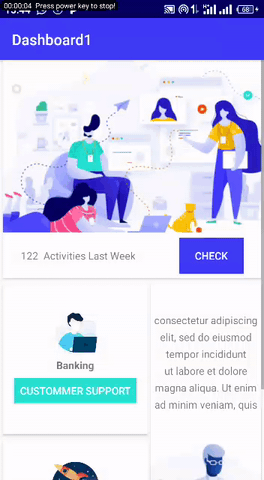 00:00:04 Press power key to stop!
Dashboard1
122 Activities Last Week
CHECK
Banking
CUSTOMMER SUPPORT
consectetur adipiscing
elit, sed do eiusmod
tempor incididunt
ut labore et dolore
magna aliqua. Ut enim
ad minim veniam, quis